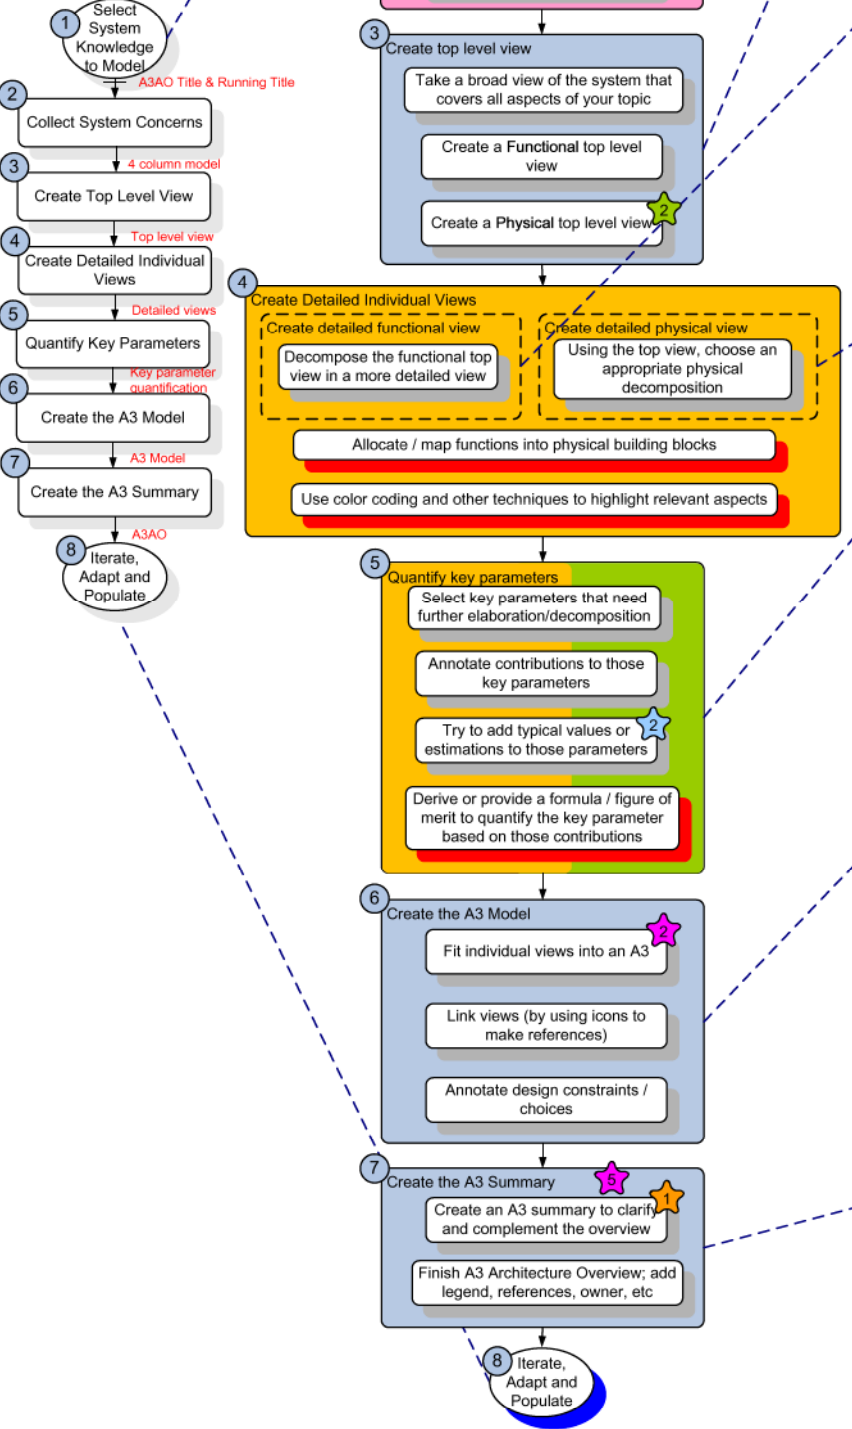 1
Select
System
Knowledge
to Model
A3AO Title & Running Title
2
Collect System Concerns
4 column model
3
Create Top Level View
Top level view
4
Create Detailed Individual
Views
Detailed views
5
Quantify Key Parameters
Key parameter
quantification
6
Create the A3 Model
A3 Model
7
Create the A3 Summary
A3AO
8
Iterate,
Adapt and
Populate
3
Create top level view
Take a broad view of the system that
covers all aspects of your topic
Create a Functional top level
view
Create a Physical top level view
2
4
Create Detailed Individual Views
Create detailed functional view
Decompose the functional top
view in a more detailed view
Create detailed physical view
Using the top view, choose an
appropriate physical
decomposition
Allocate / map functions into physical building blocks
Use color coding and other techniques to highlight relevant aspects
5
Quantify key parameters
Select key parameters that need
further elaboration/decomposition
Annotate contributions to those
key parameters
Try to add typical values or
estimations to those parameters
2
Derive or provide a formula / figure of
merit to quantify the key parameter
based on those contributions
6
Create the A3 Model
2
Fit individual views into an A3
Link views (by using icons to
make references)
Annotate design constraints /
choices
7
Create the A3 Summary
5
1
Create an A3 summary to clarify
and complement the overview
Finish A3 Architecture Overview; add
legend, references, owner, etc
8
Iterate,
Adapt and
Populate